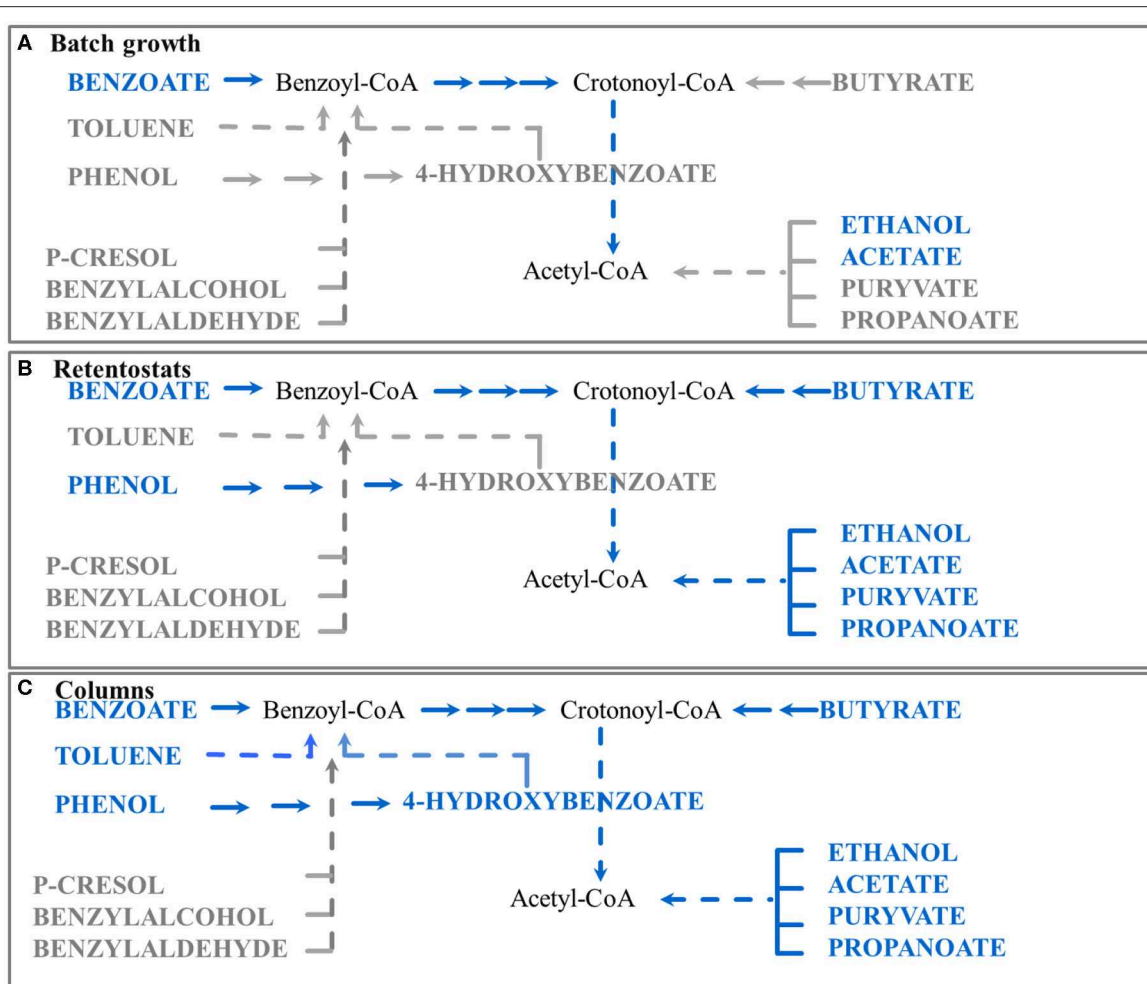 A Batch growth
BENZOATE Benzoyl-CoA Crotonoyl-CoA BUTYRATE
TOLUENE
PHENOL 4-HYDROXYBENZOATE
ETHANOL
P-CRESOL ACETATE
Acetyl-CoA
BENZYLALCOHOL PURYVATE
BENZYLALDEHYDE PROPANOATE
B Retentostats
BENZOATE Benzoyl-CoA Crotonoyl-CoA BUTYRATE
TOLUENE
PHENOL 4-HYDROXYBENZOATE
ETHANOL
P-CRESOL ACETATE
Acetyl-CoA
BENZYLALCOHOL PURYVATE
BENZYLALDEHYDE PROPANOATE
C Columns
BENZOATE Benzoyl-CoA Crotonoyl-CoA BUTYRATE
TOLUENE
PHENOL 4-HYDROXYBENZOATE
ETHANOL
P-CRESOL ACETATE
Acetyl-CoA
BENZYLALCOHOL PURYVATE
BENZYLALDEHYDE PROPANOATE